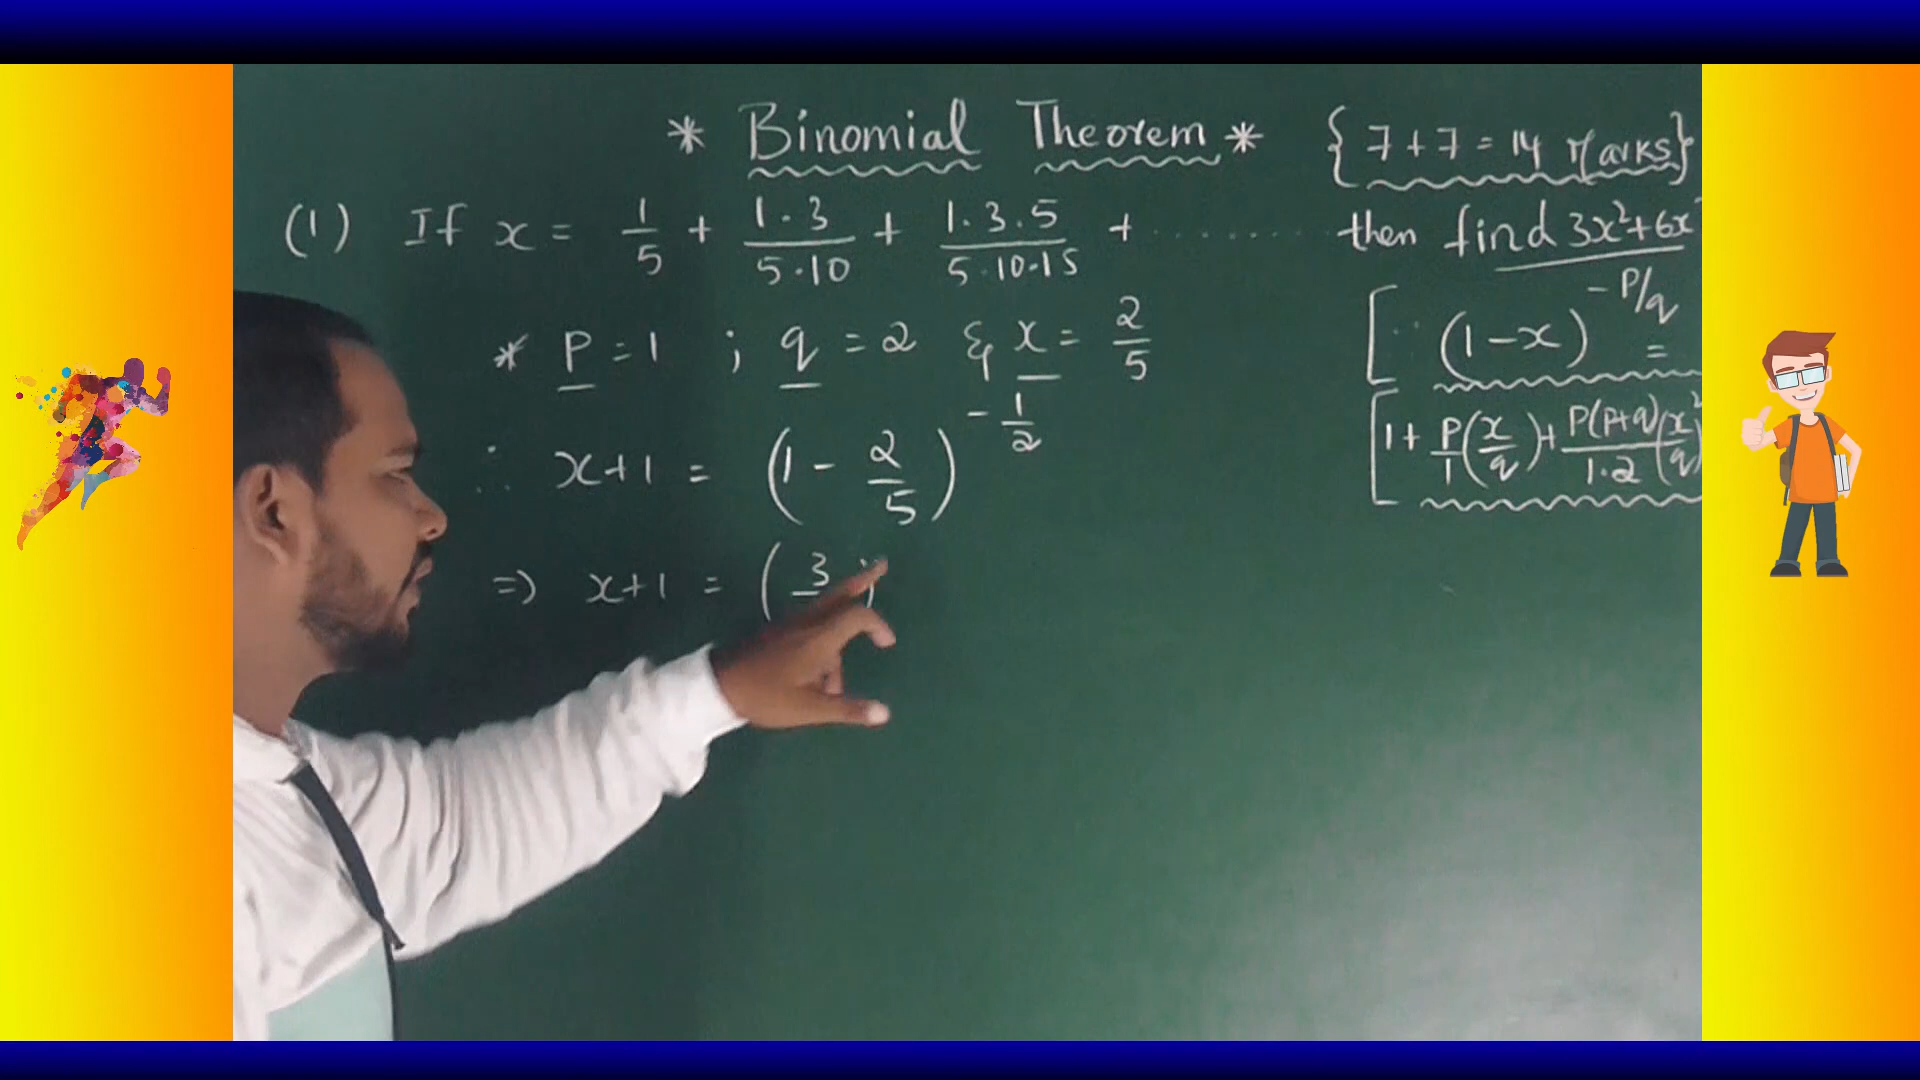 * Binomial Theorem * {7+7=14 Marks}
(1) If x = 1/5 + 1·3/5·10 + 1·3·5/5·10·15 + ........ then find 3x²+6x
* P = 1 ; q = 2 & x = 2/5
[∵ (1-x)^-P/q =
∴ x+1 = (1 - 2/5)^-1/2
[1+ P/1 (x/q) + P(P+q)/1·2 (x/q)²
=> x+1 = ( 3 )